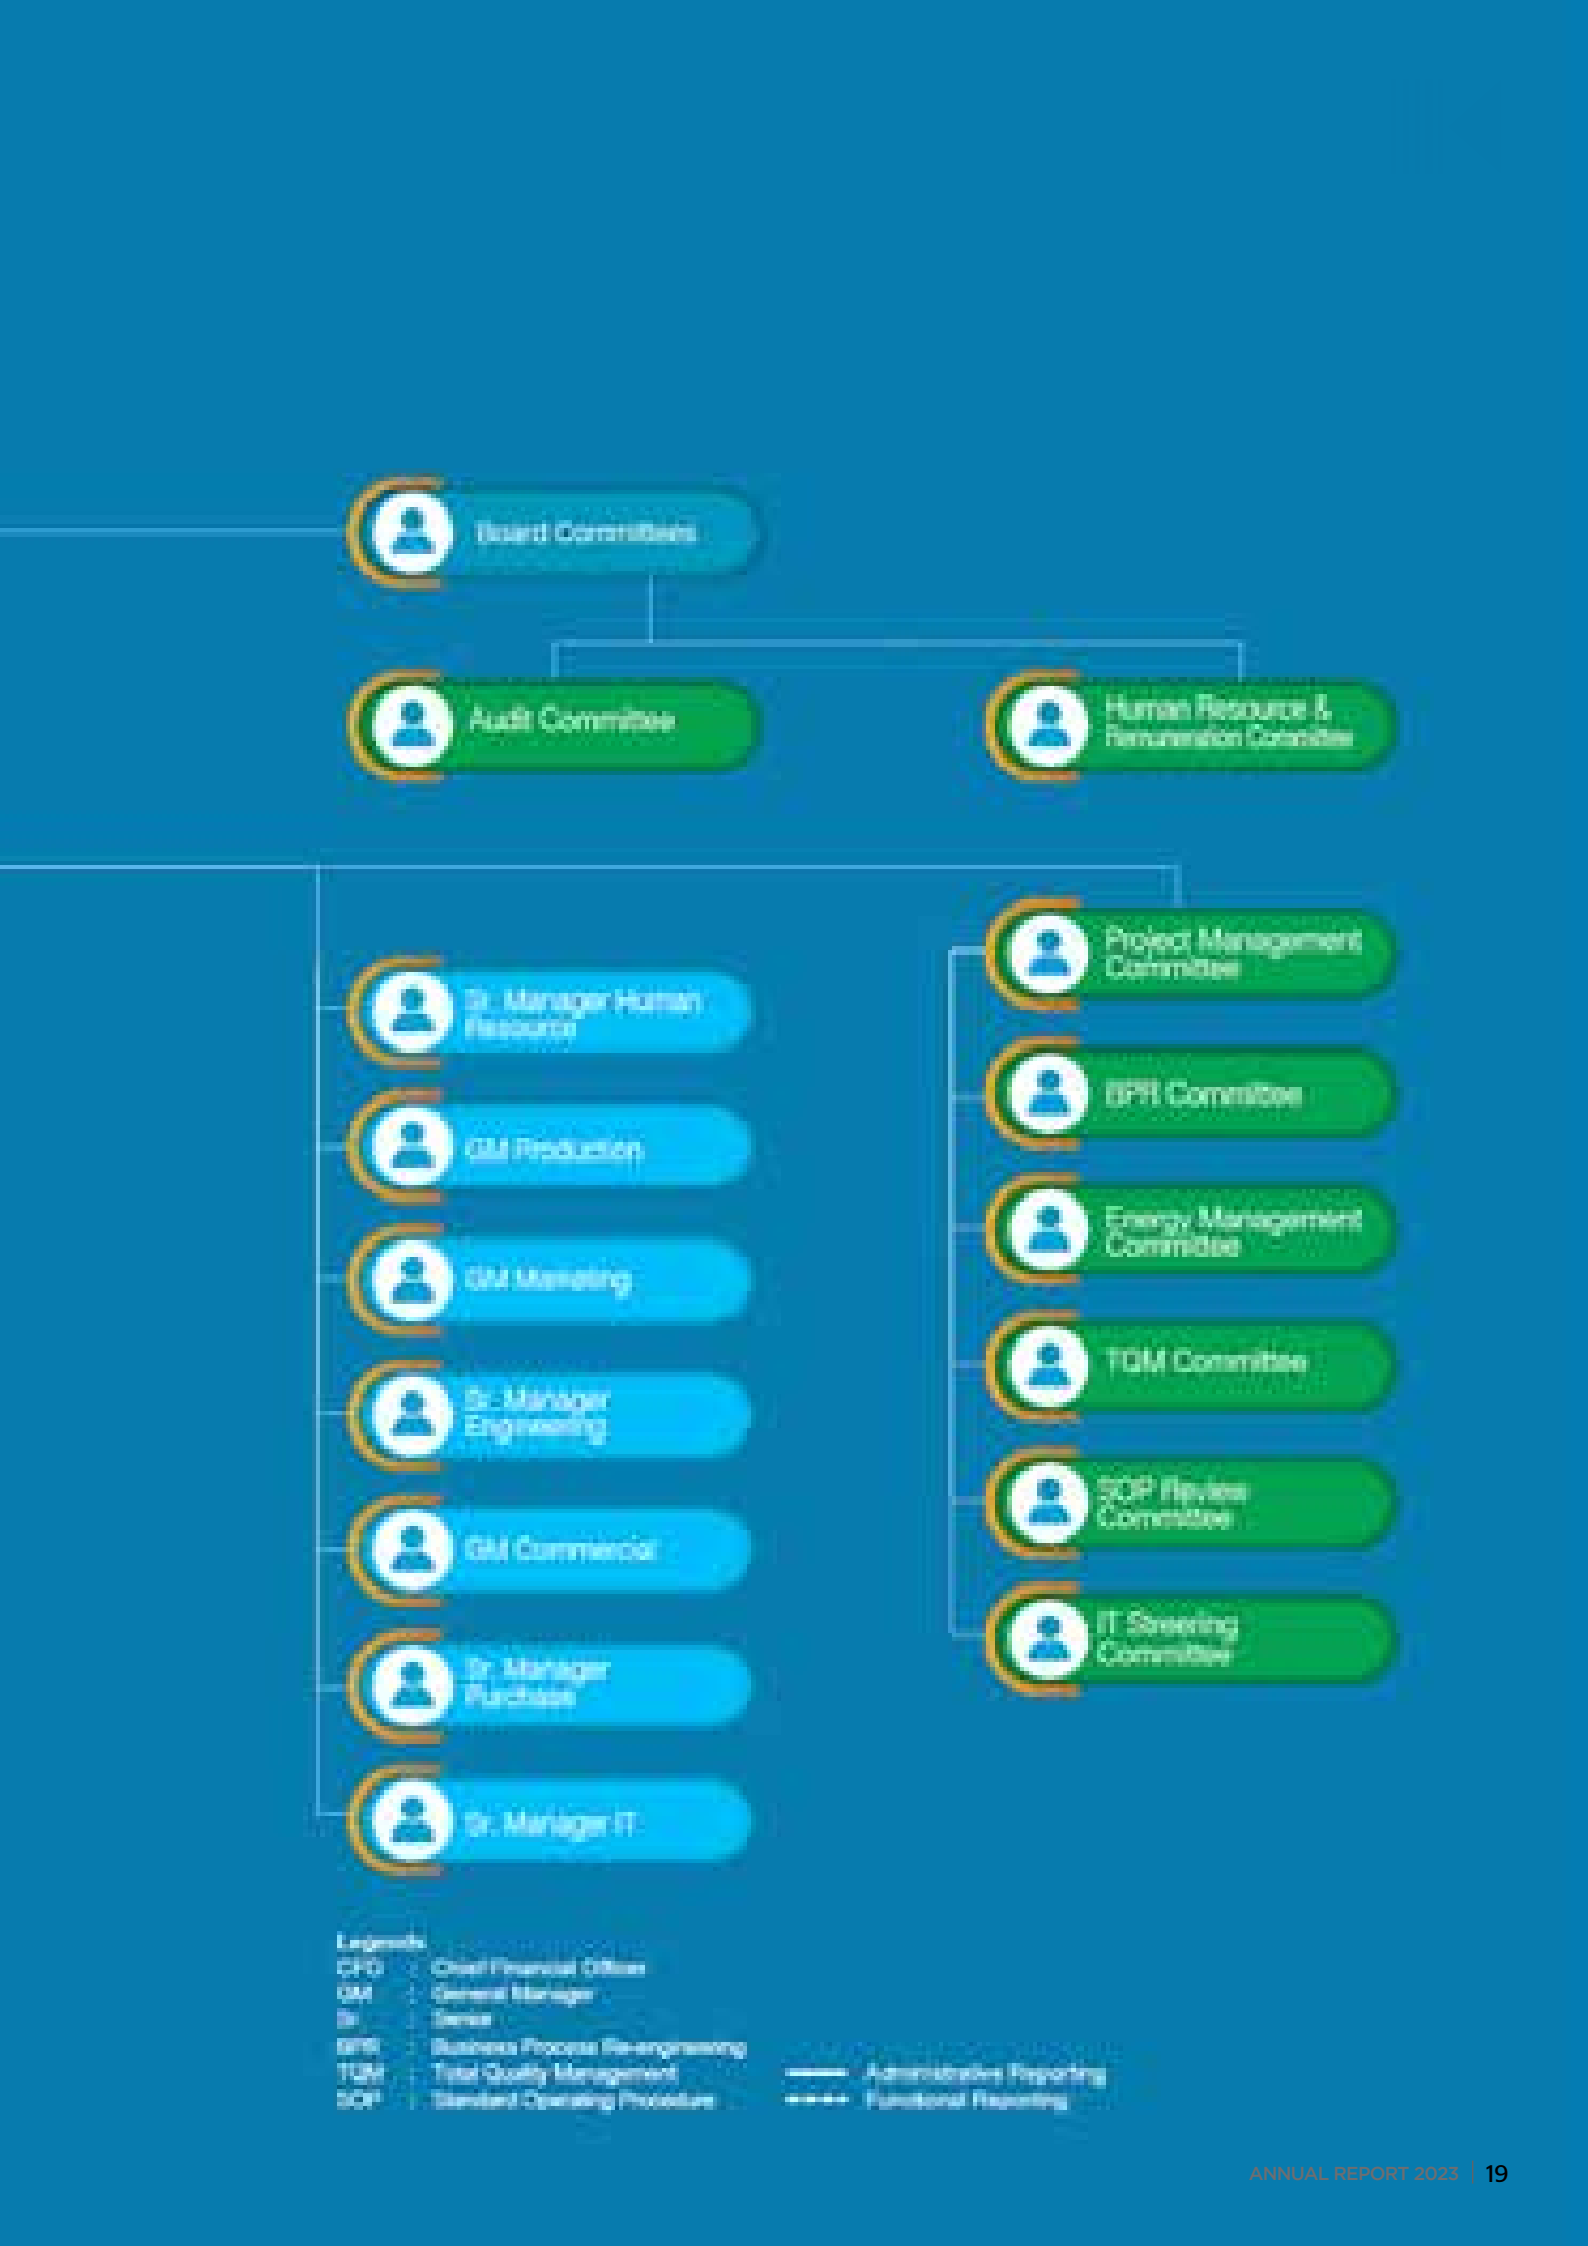 Board Committees
Audit Committee
Human Resource &
Remuneration Committee
Sr. Manager Human
Resource
GM Production
GM Marketing
Sr. Manager
Engineering
GM Commercial
Sr. Manager
Purchase
Sr. Manager IT
Project Management
Committee
BPR Committee
Energy Management
Committee
TQM Committee
SOP Review
Committee
IT Streering
Committee
Legends
CFO : Chief Financial Officer
GM : General Manager
Sr : Senior
BPR : Business Process Re-engineering
TQM : Total Quality Management
SOP : Standard Operating Procedure
Administrative Reporting
Functional Reporting
ANNUAL REPORT 2023 | 19